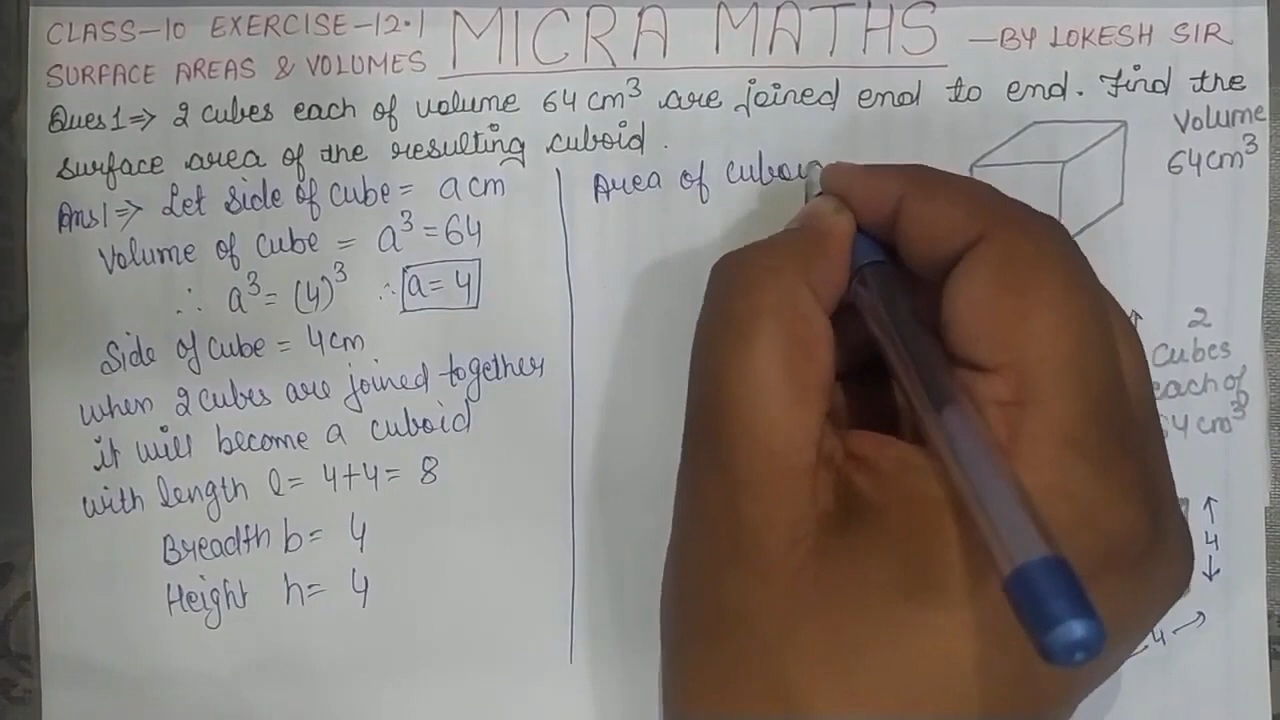 CLASS-10 EXERCISE-12.1
SURFACE AREAS & VOLUMES
MICRA MATHS
-BY LOKESH SIR
Ques1⇒ 2 cubes each of volume 64 cm³ are joined end to end. Find the
surface area of the resulting cuboid.
Ans1⇒ Let side of cube = a cm
Volume of cube = a³ = 64
∴ a³ = (4)³ ∴ a = 4
Side of cube = 4cm
when 2 cubes are joined together
it will become a cuboid
with length l = 4+4 = 8
Breadth b = 4
Height h = 4
Area of
Volume
64cm³
2
Cubes
each of
64cm³
4
4